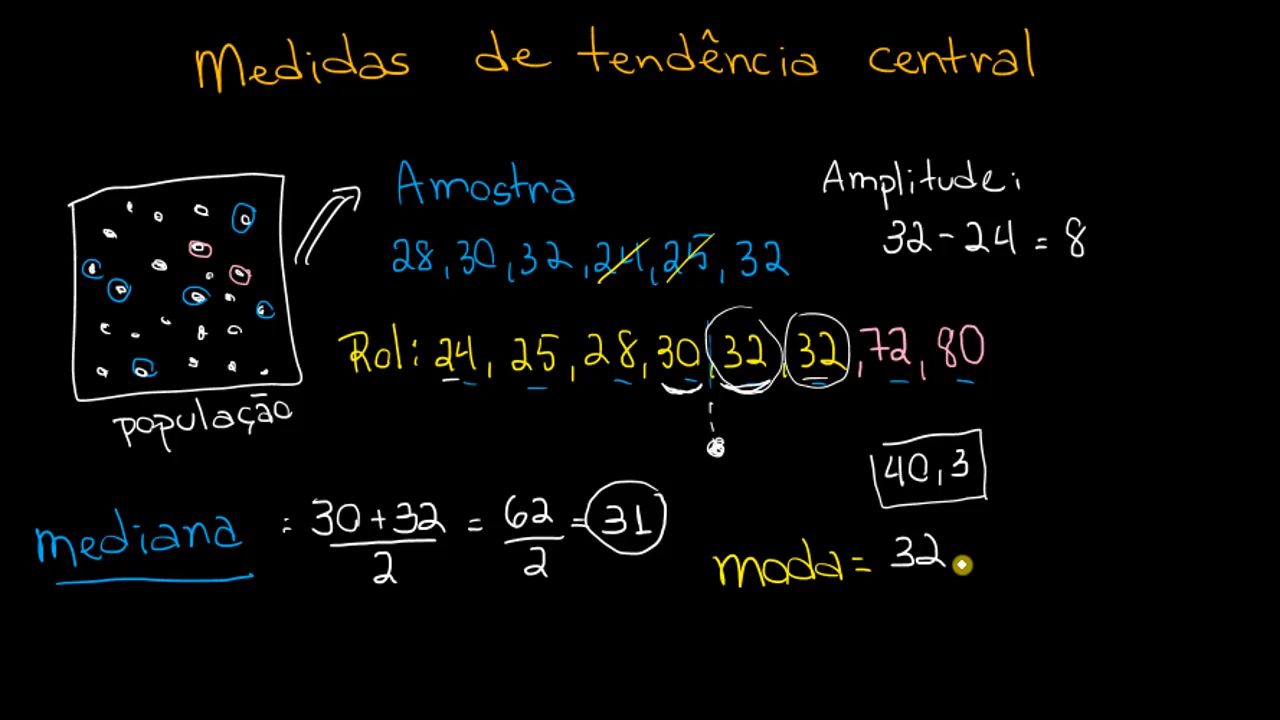 Medidas de tendência central
Amostra
28, 30, 32, 24, 25, 32
Amplitude:
32 - 24 = 8
Rol: 24, 25, 28, 30, 32, 32, 72, 80
população
40,3
mediana = 30 + 32 / 2 = 62 / 2 = 31
moda = 32